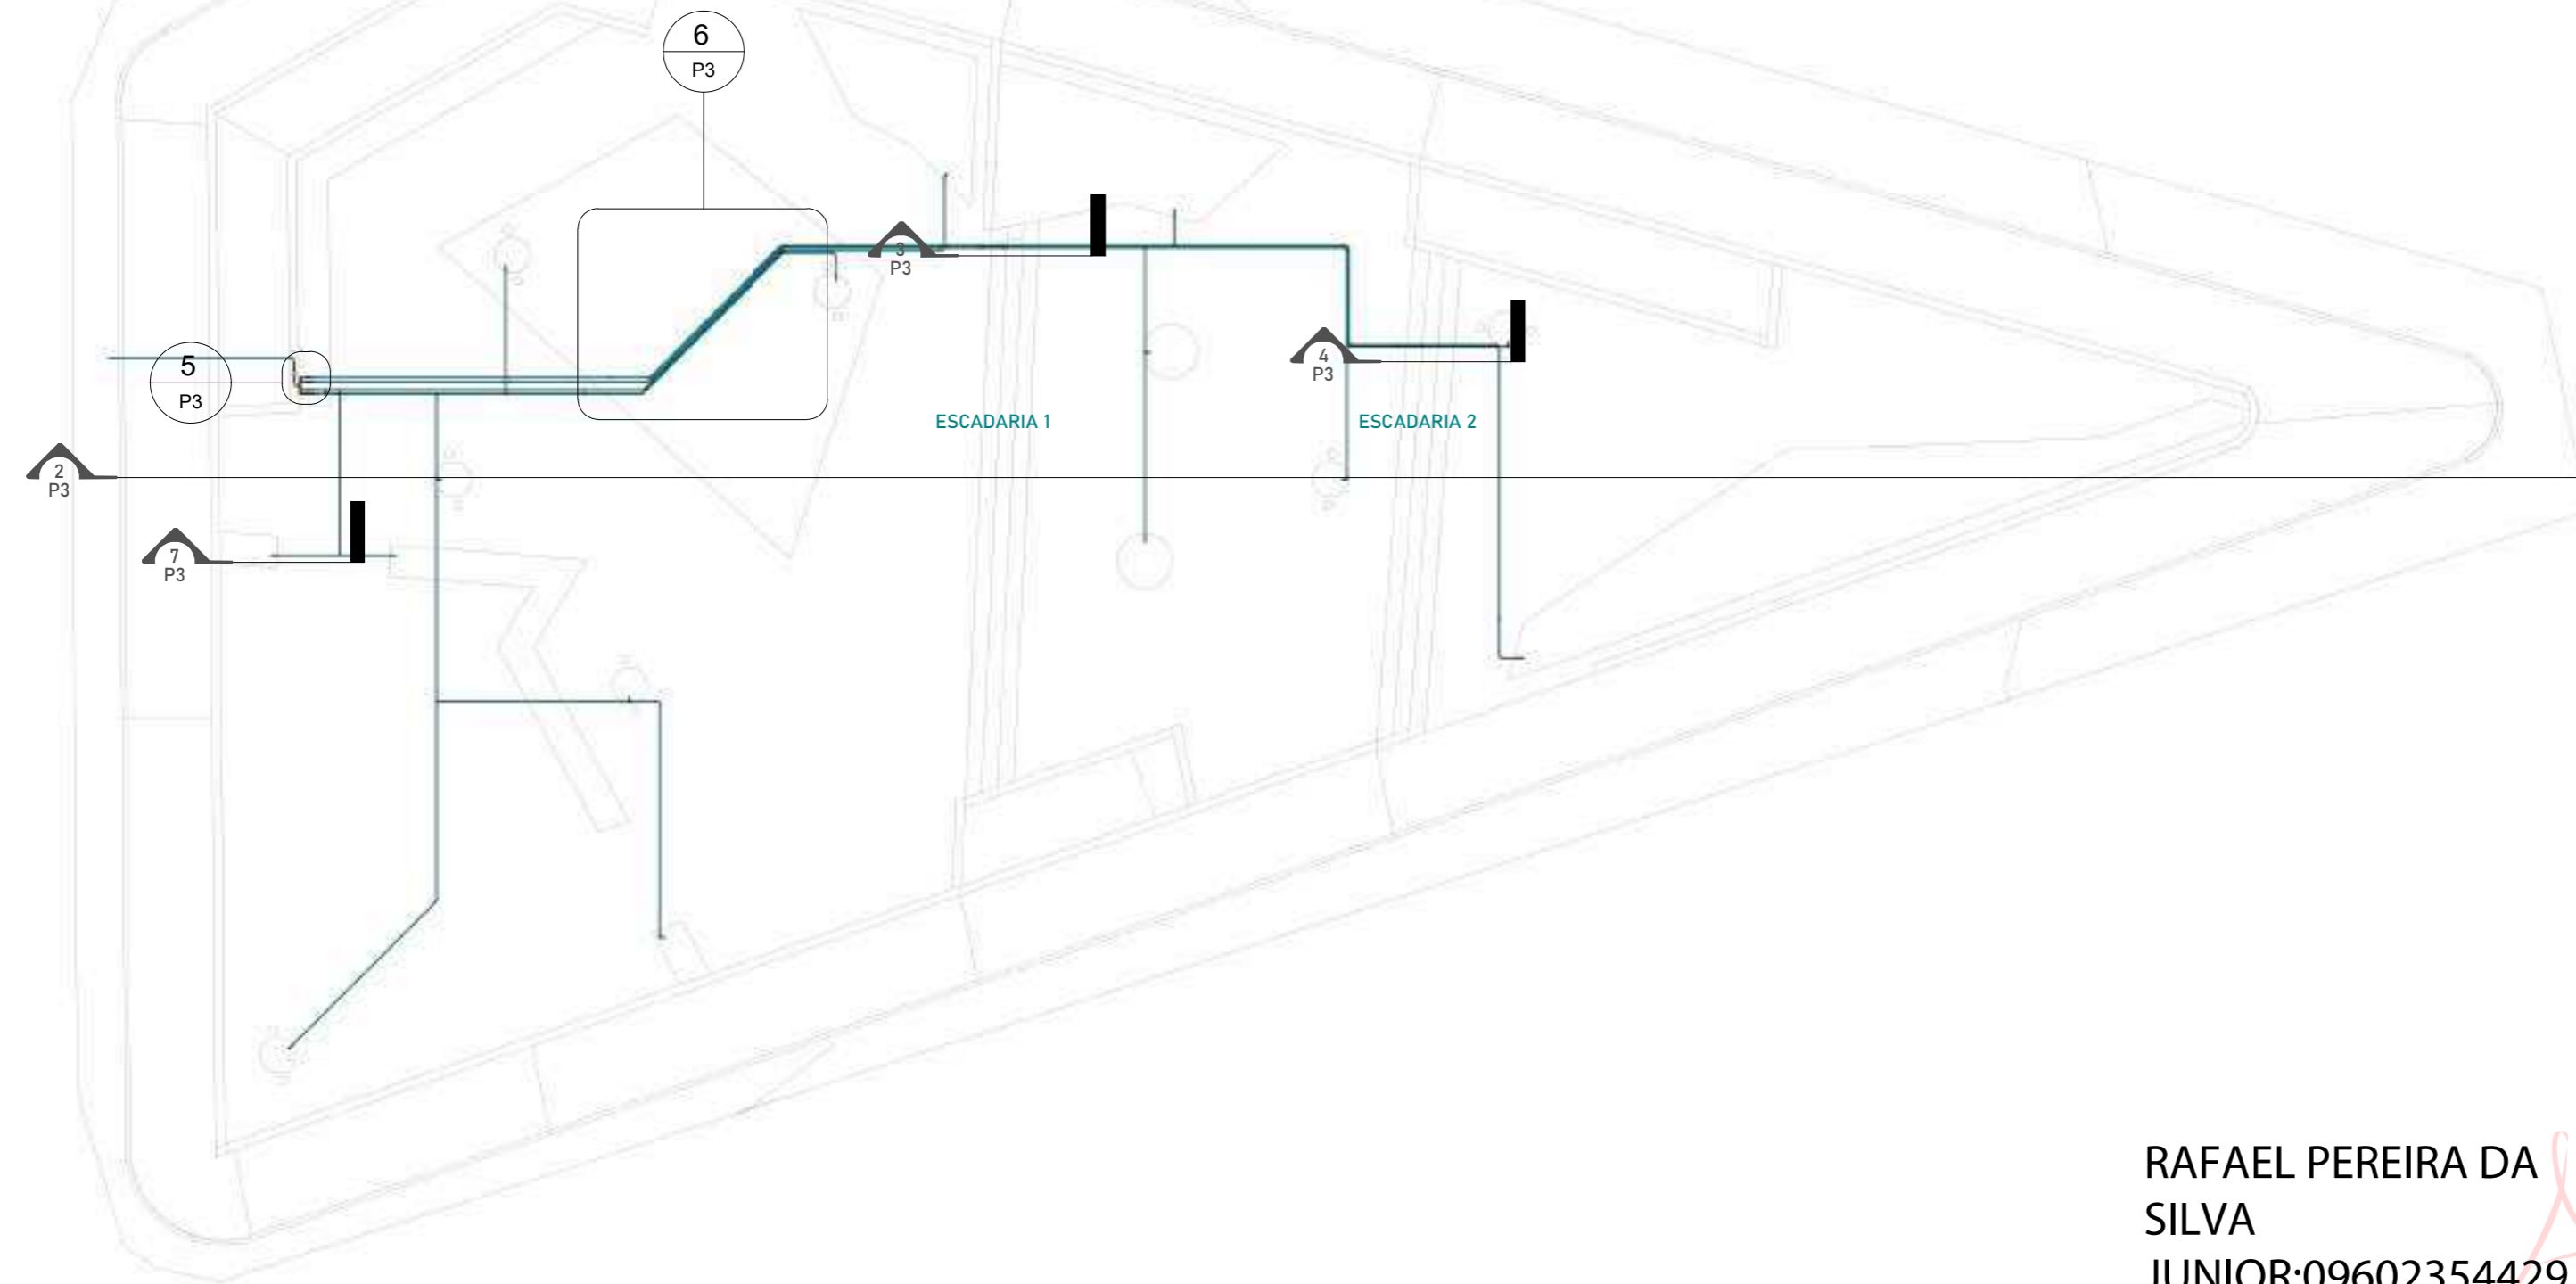 6
P3
3
P3
4
P3
5
P3
ESCADARIA 1
ESCADARIA 2
2
P3
7
P3
RAFAEL PEREIRA DA
SILVA
JUNIOR:09602354429